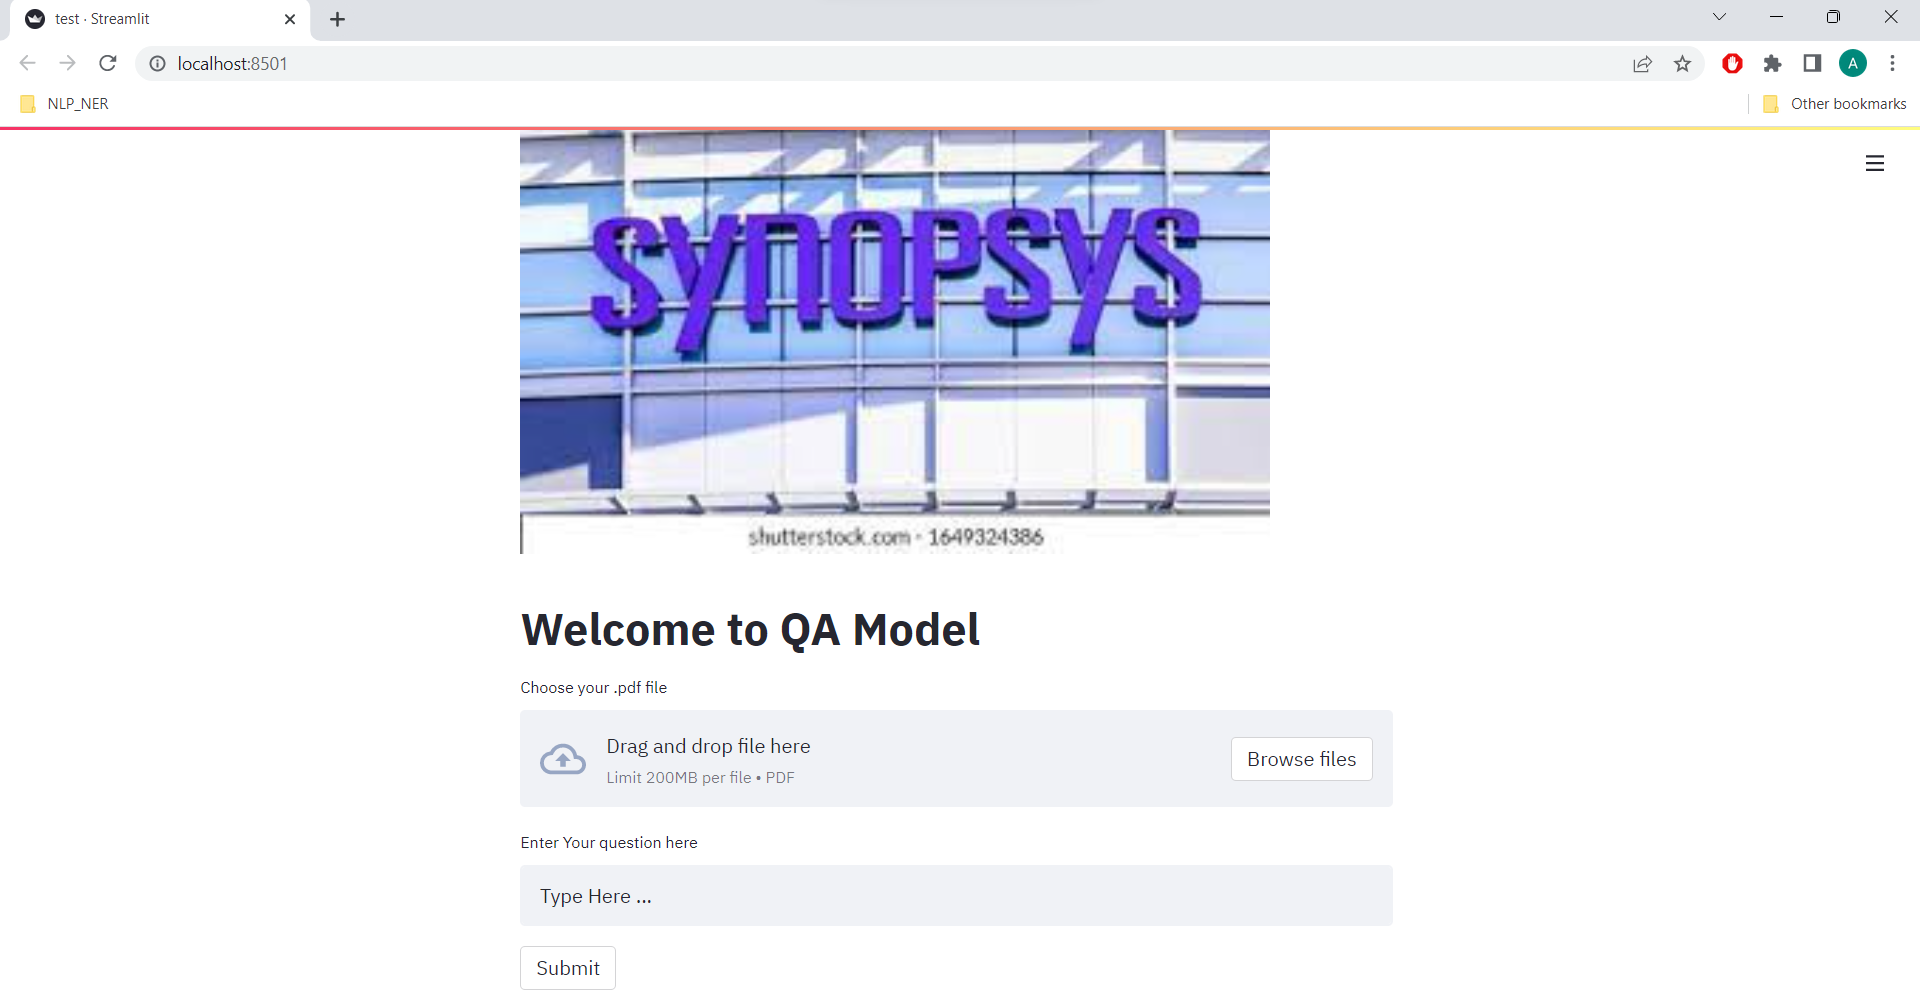 test · Streamlit
localhost:8501
A
NLP_NER
Other bookmarks
SYNOPSYS
shutterstock.com · 1649324386
Welcome to QA Model
Choose your .pdf file
Drag and drop file here
Limit 200MB per file • PDF
Browse files
Enter Your question here
Type Here ...
Submit